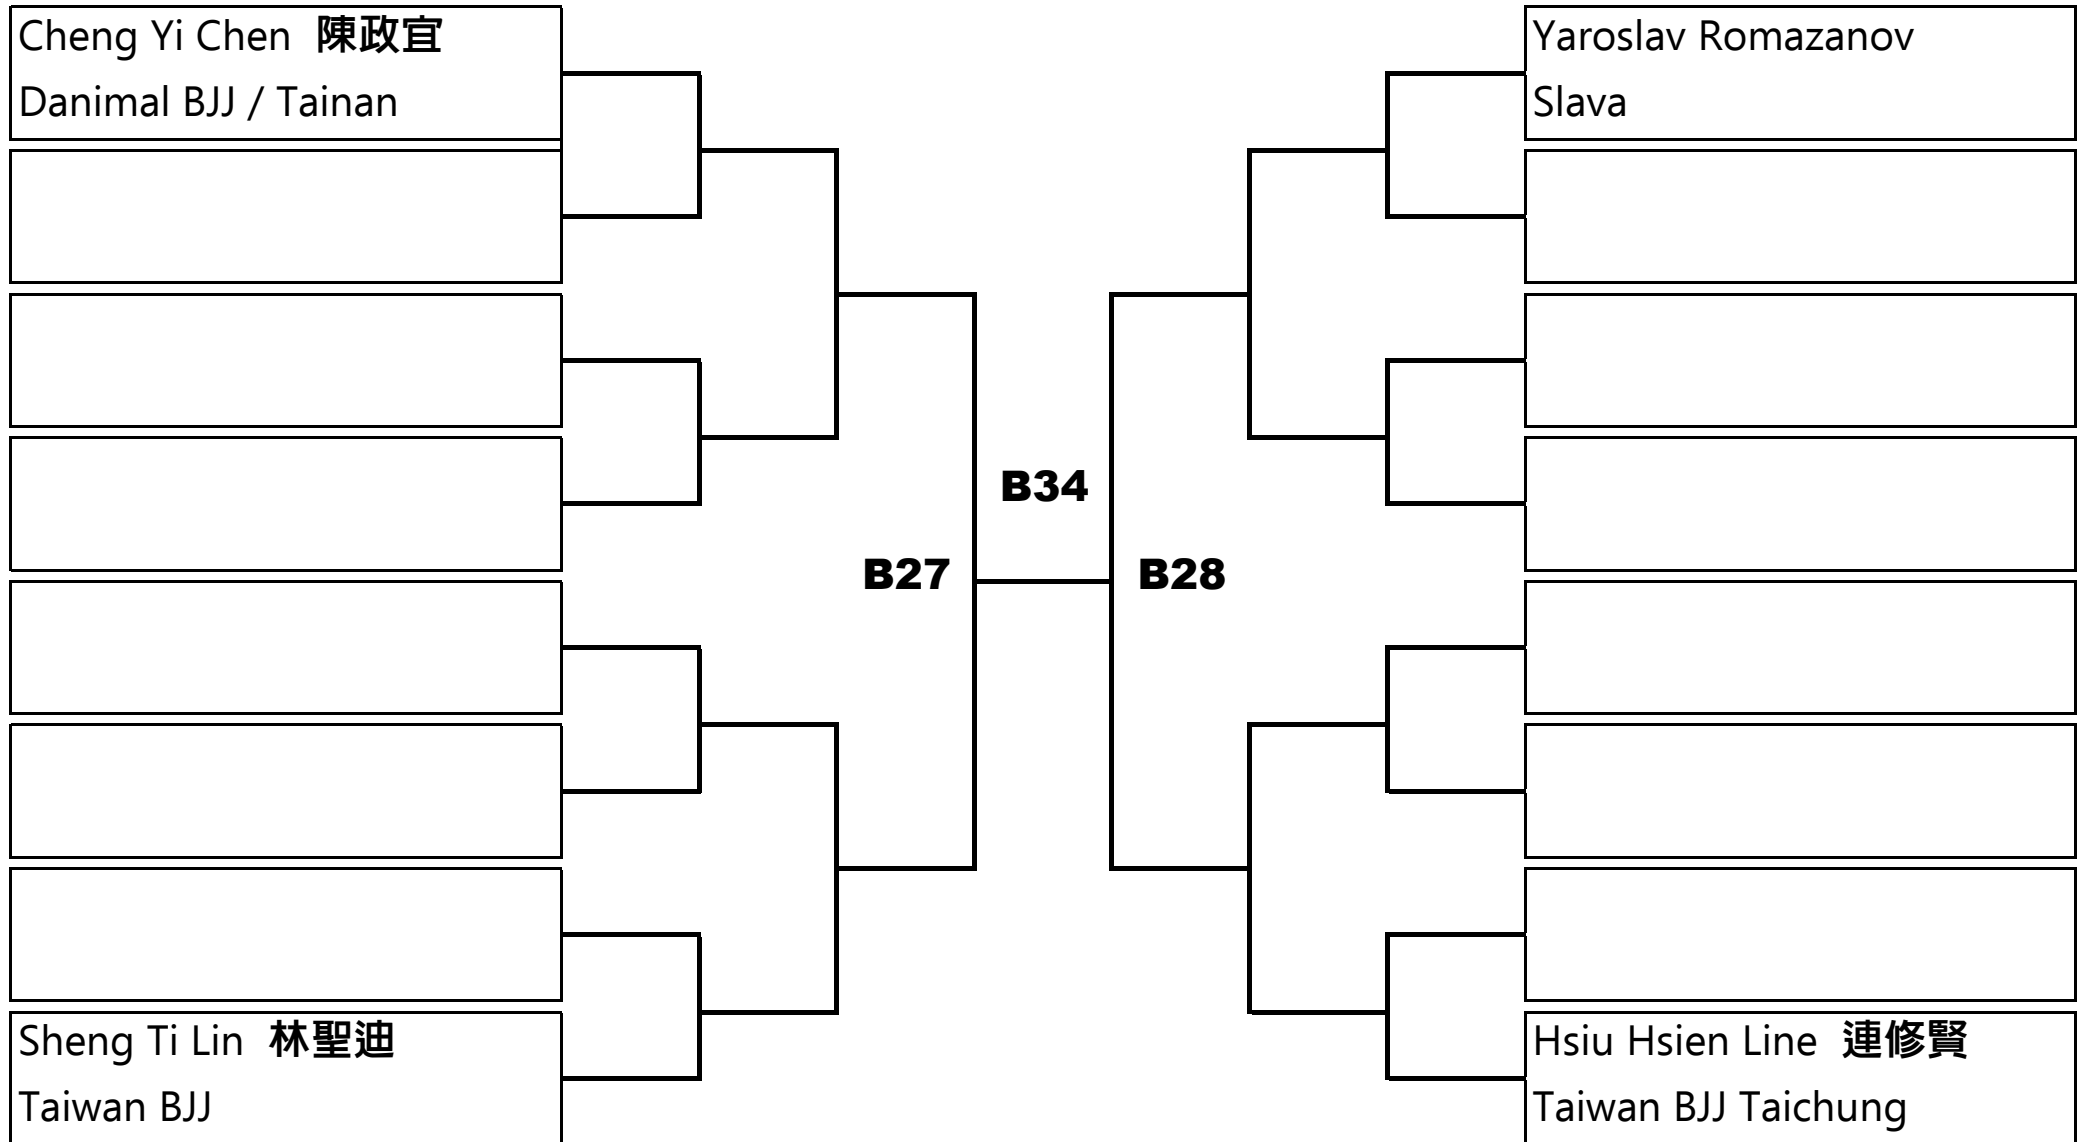 Cheng Yi Chen 陳政宜
Danimal BJJ / Tainan
Yaroslav Romazanov
Slava
B34
B27
B28
Sheng Ti Lin 林聖迪
Taiwan BJJ
Hsiu Hsien Line 連修賢
Taiwan BJJ Taichung